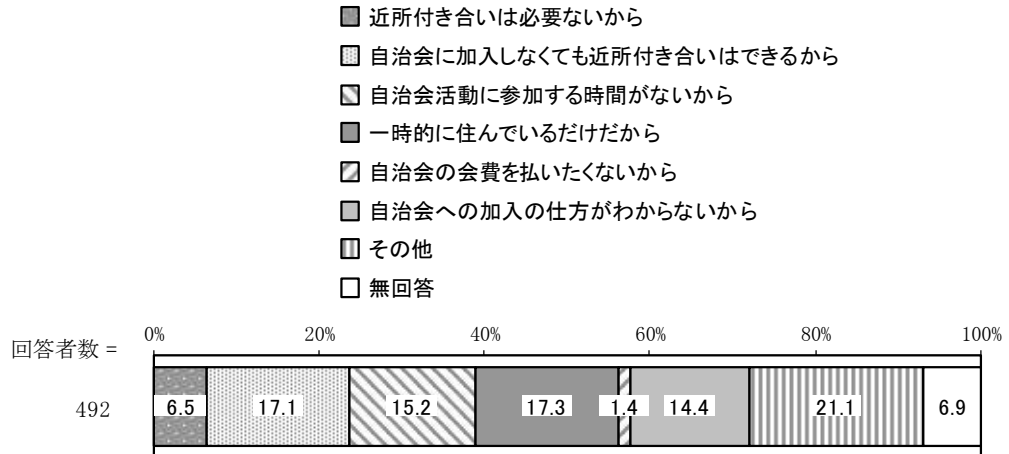 近所付き合いは必要ないから
自治会に加入しなくても近所付き合いはできるから
自治会活動に参加する時間がないから
一時的に住んでいるだけだから
自治会の会費を払いたくないから
自治会への加入の仕方がわからないから
その他
無回答
回答者数 =
0% 20% 40% 60% 80% 100%
492 6.5 17.1 15.2 17.3 1.4 14.4 21.1 6.9